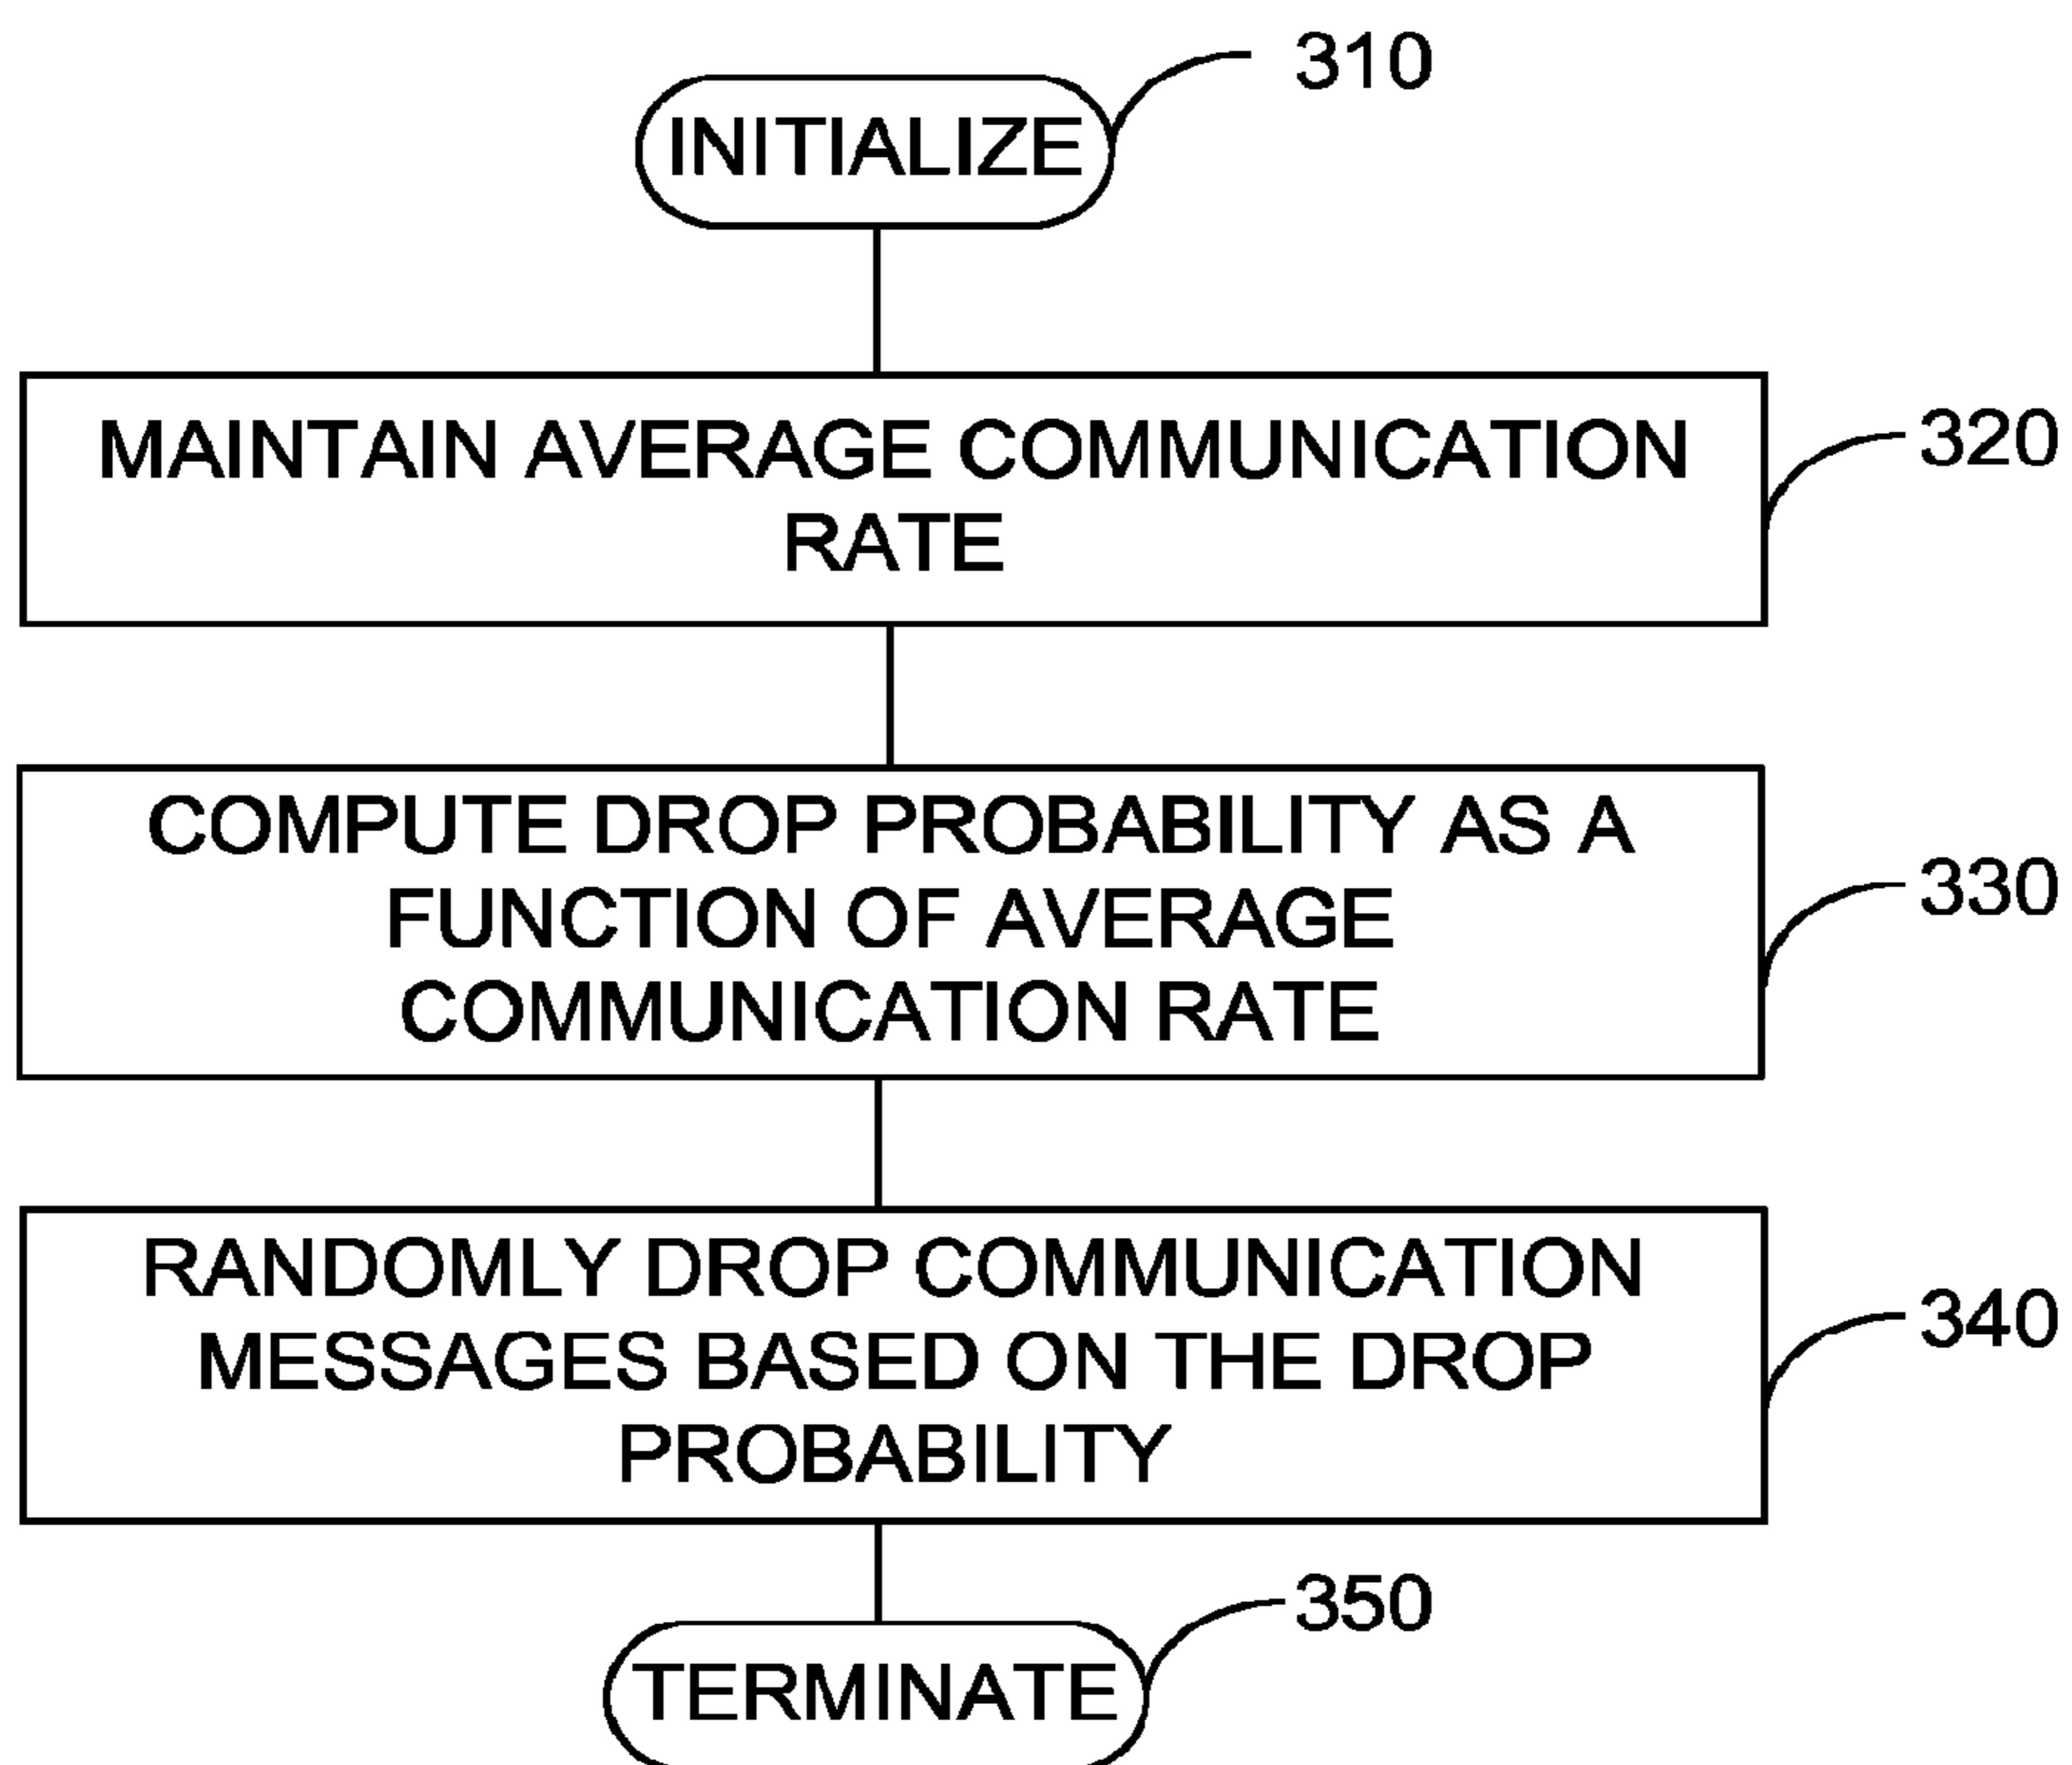 310
INITIALIZE
MAINTAIN AVERAGE COMMUNICATION
RATE
320
COMPUTE DROP PROBABILITY AS A
FUNCTION OF AVERAGE
COMMUNICATION RATE
330
RANDOMLY DROP COMMUNICATION
MESSAGES BASED ON THE DROP
PROBABILITY
340
350
TERMINATE